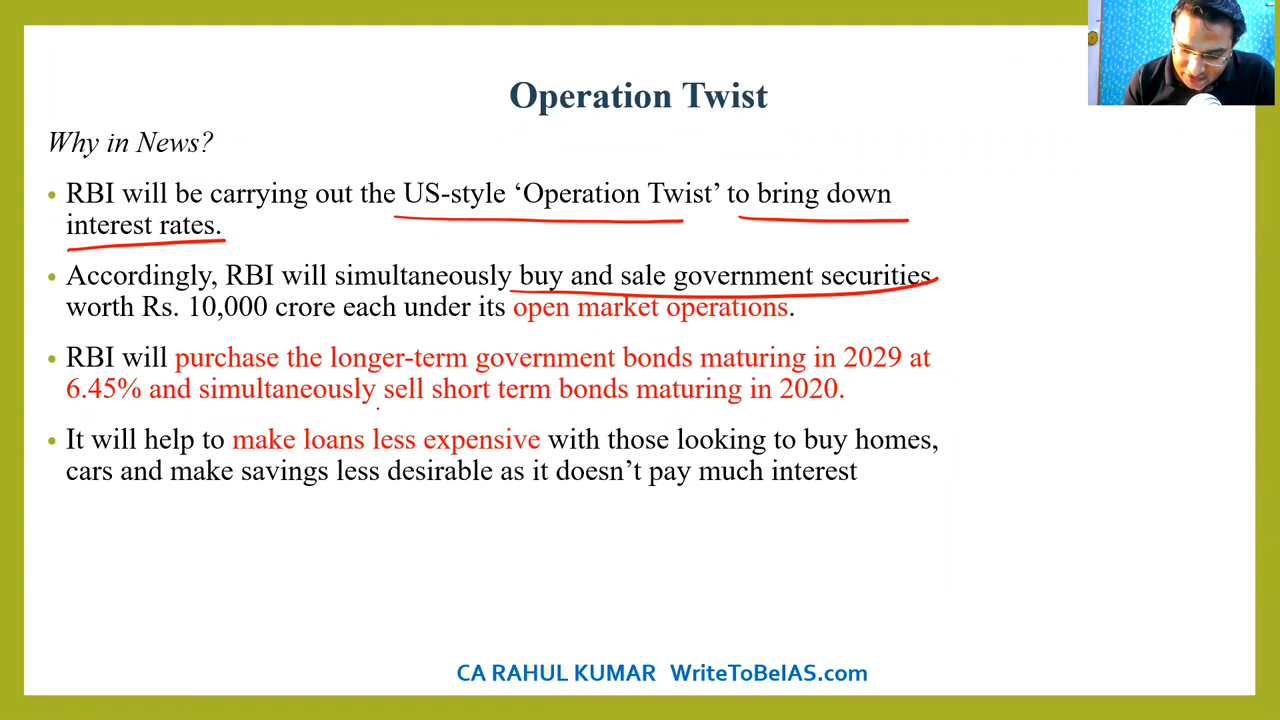 Operation Twist
Why in News?
• RBI will be carrying out the US-style ‘Operation Twist’ to bring down
interest rates.
• Accordingly, RBI will simultaneously buy and sale government securities
worth Rs. 10,000 crore each under its open market operations.
• RBI will purchase the longer-term government bonds maturing in 2029 at
6.45% and simultaneously sell short term bonds maturing in 2020.
• It will help to make loans less expensive with those looking to buy homes,
cars and make savings less desirable as it doesn’t pay much interest
CA RAHUL KUMAR WriteToBeIAS.com